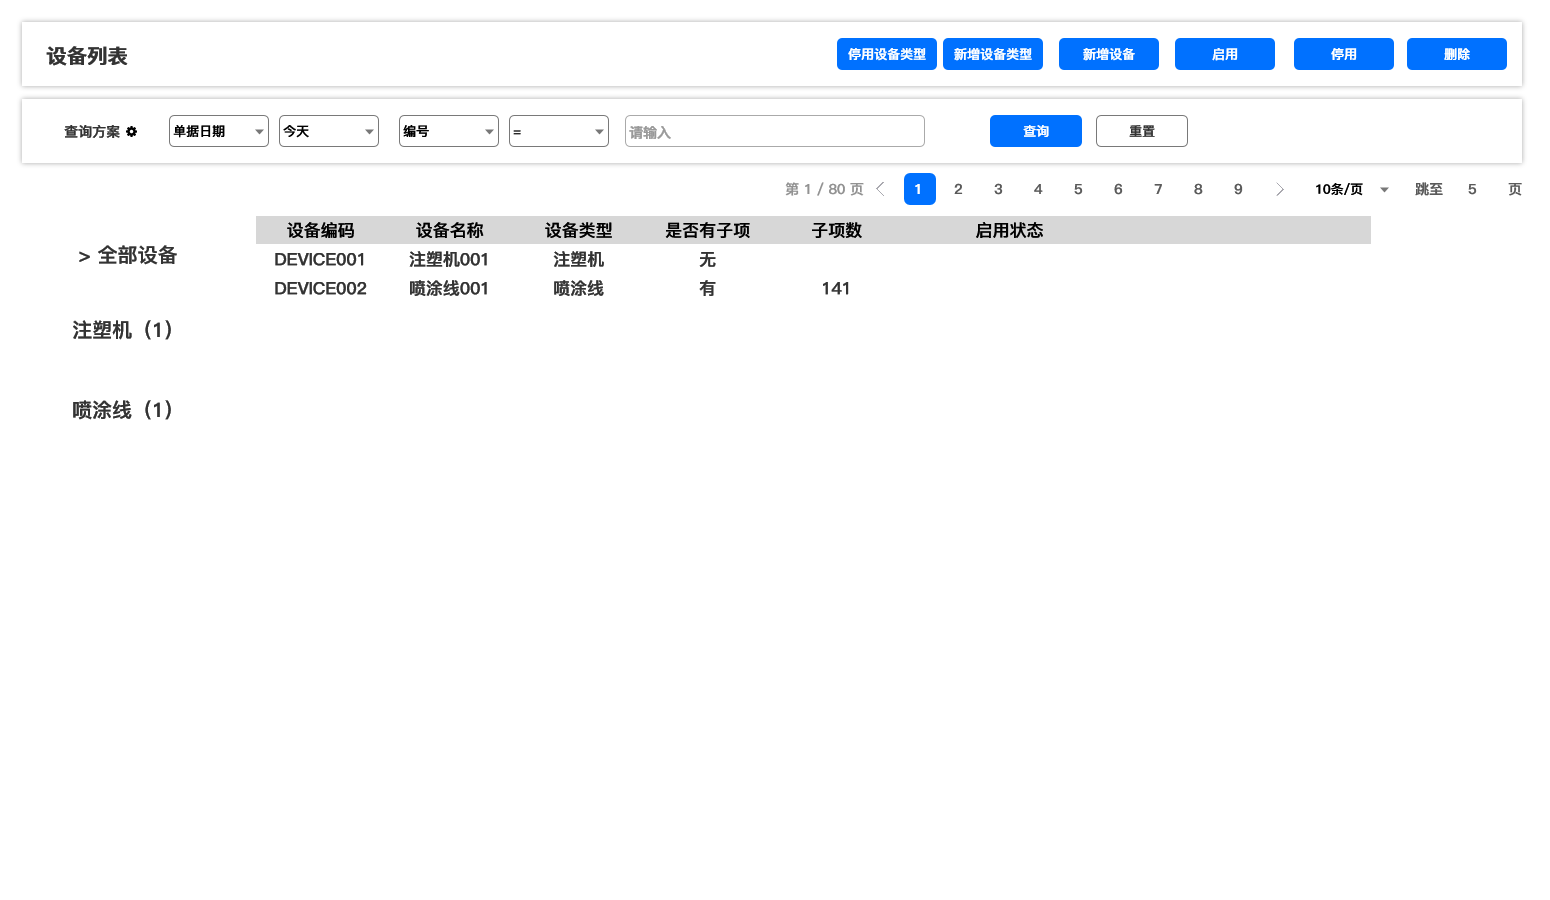 设备列表 停用设备类型 新增设备类型 新增设备 启用 停用 删除
查询方案 单据日期 今天 编号 = 请输入 查询 重置
第 1 / 80 页 1 2 3 4 5 6 7 8 9 10条/页 跳至 5 页
设备编码 设备名称 设备类型 是否有子项 子项数 启用状态
> 全部设备
DEVICE001 注塑机001 注塑机 无
DEVICE002 喷涂线001 喷涂线 有 141
注塑机（1）
喷涂线（1）